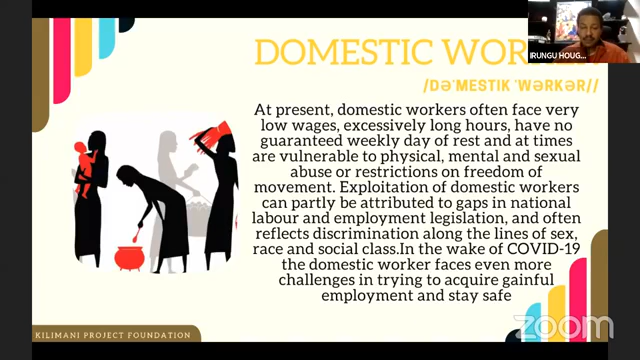 IRUNGU HOUG...
DOMESTIC WOR
/DƏˈMESTIK ˈWƏRKƏR//
At present, domestic workers often face very
low wages, excessively long hours, have no
guaranteed weekly day of rest and at times
are vulnerable to physical, mental and sexual
abuse or restrictions on freedom of
movement. Exploitation of domestic workers
can partly be attributed to gaps in national
labour and employment legislation, and often
reflects discrimination along the lines of sex,
race and social class.In the wake of COVID-19
the domestic worker faces even more
challenges in trying to acquire gainful
employment and stay safe
KILIMANI PROJECT FOUNDATION
zoom